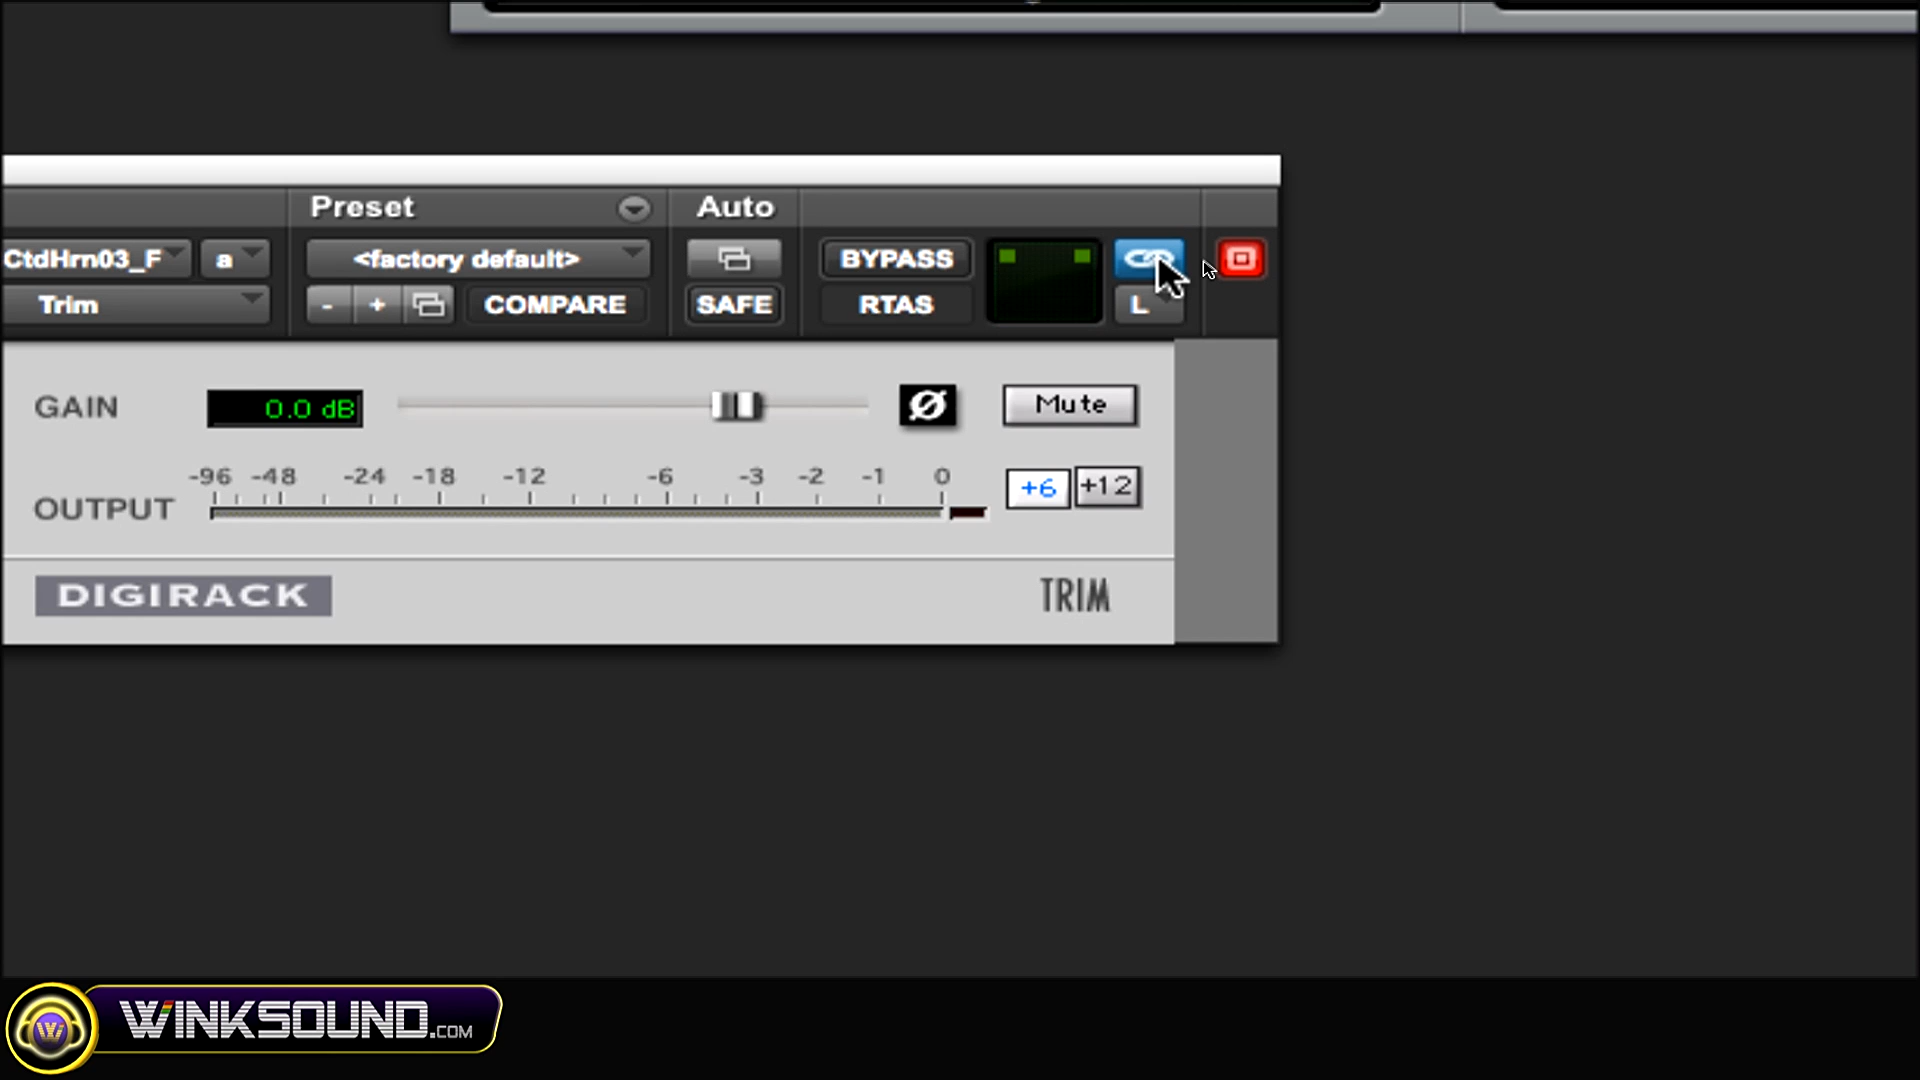 Preset
Auto
CtdHrn03_F
a
<factory default>
BYPASS
Trim
-
+
COMPARE
SAFE
RTAS
L
GAIN
0.0 dB
Ø
Mute
-96 -48 -24 -18 -12 -6 -3 -2 -1 0
OUTPUT
+6
+12
DIGIRACK
TRIM
WINKSOUND.COM